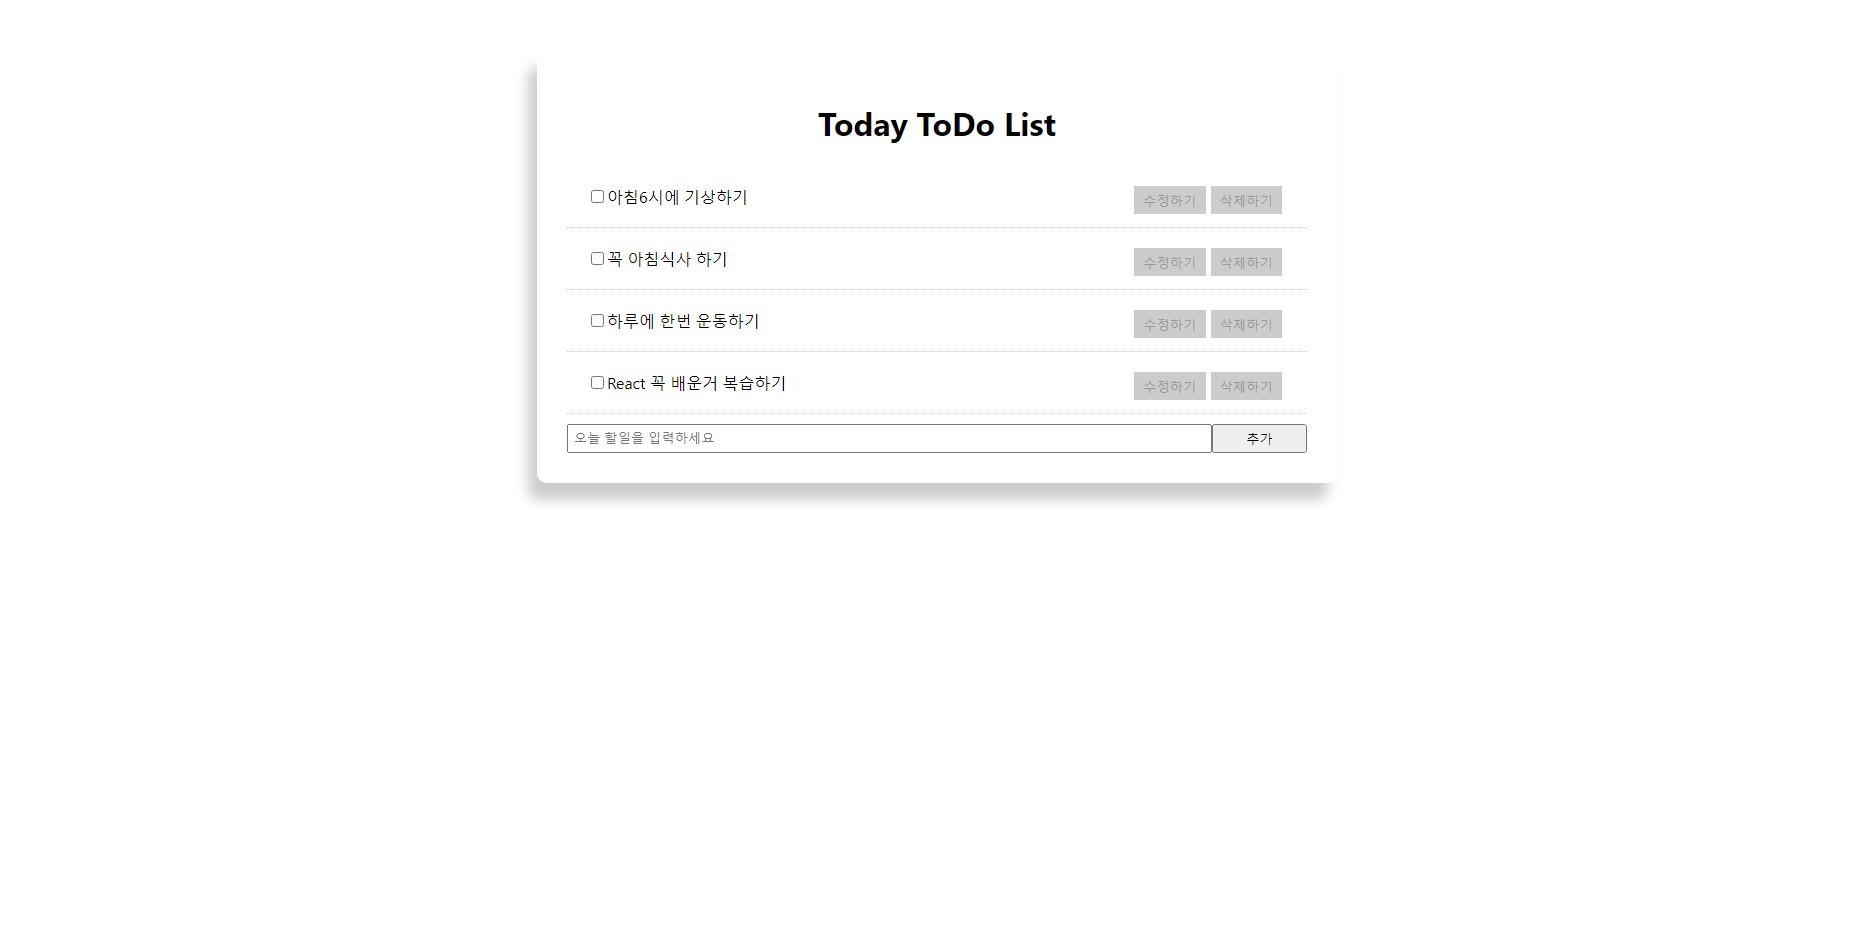 Today ToDo List
아침6시에 기상하기 수정하기 삭제하기
꼭 아침식사 하기 수정하기 삭제하기
하루에 한번 운동하기 수정하기 삭제하기
React 꼭 배운거 복습하기 수정하기 삭제하기
오늘 할일을 입력하세요 추가